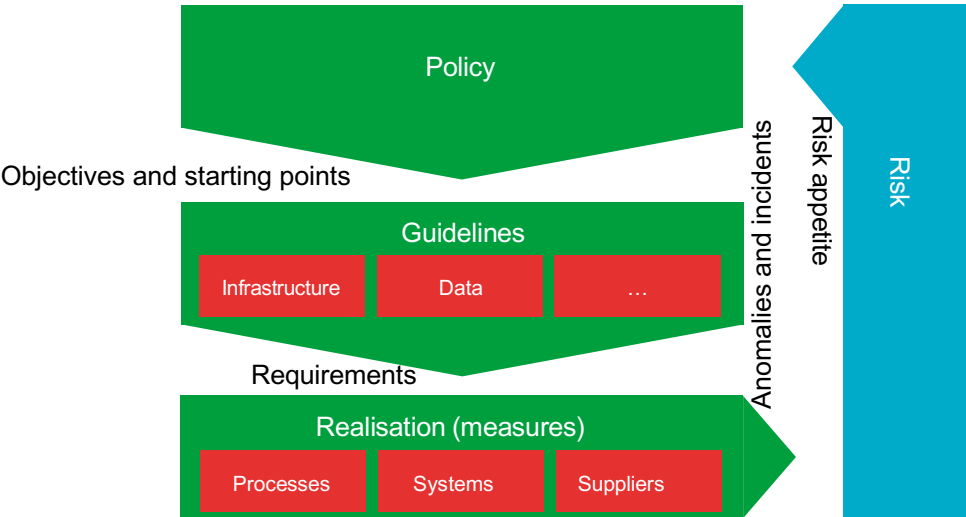 Policy
Objectives and starting points
Guidelines
Infrastructure
Data
…
Requirements
Realisation (measures)
Processes
Systems
Suppliers
Anomalies and incidents
Risk appetite
Risk